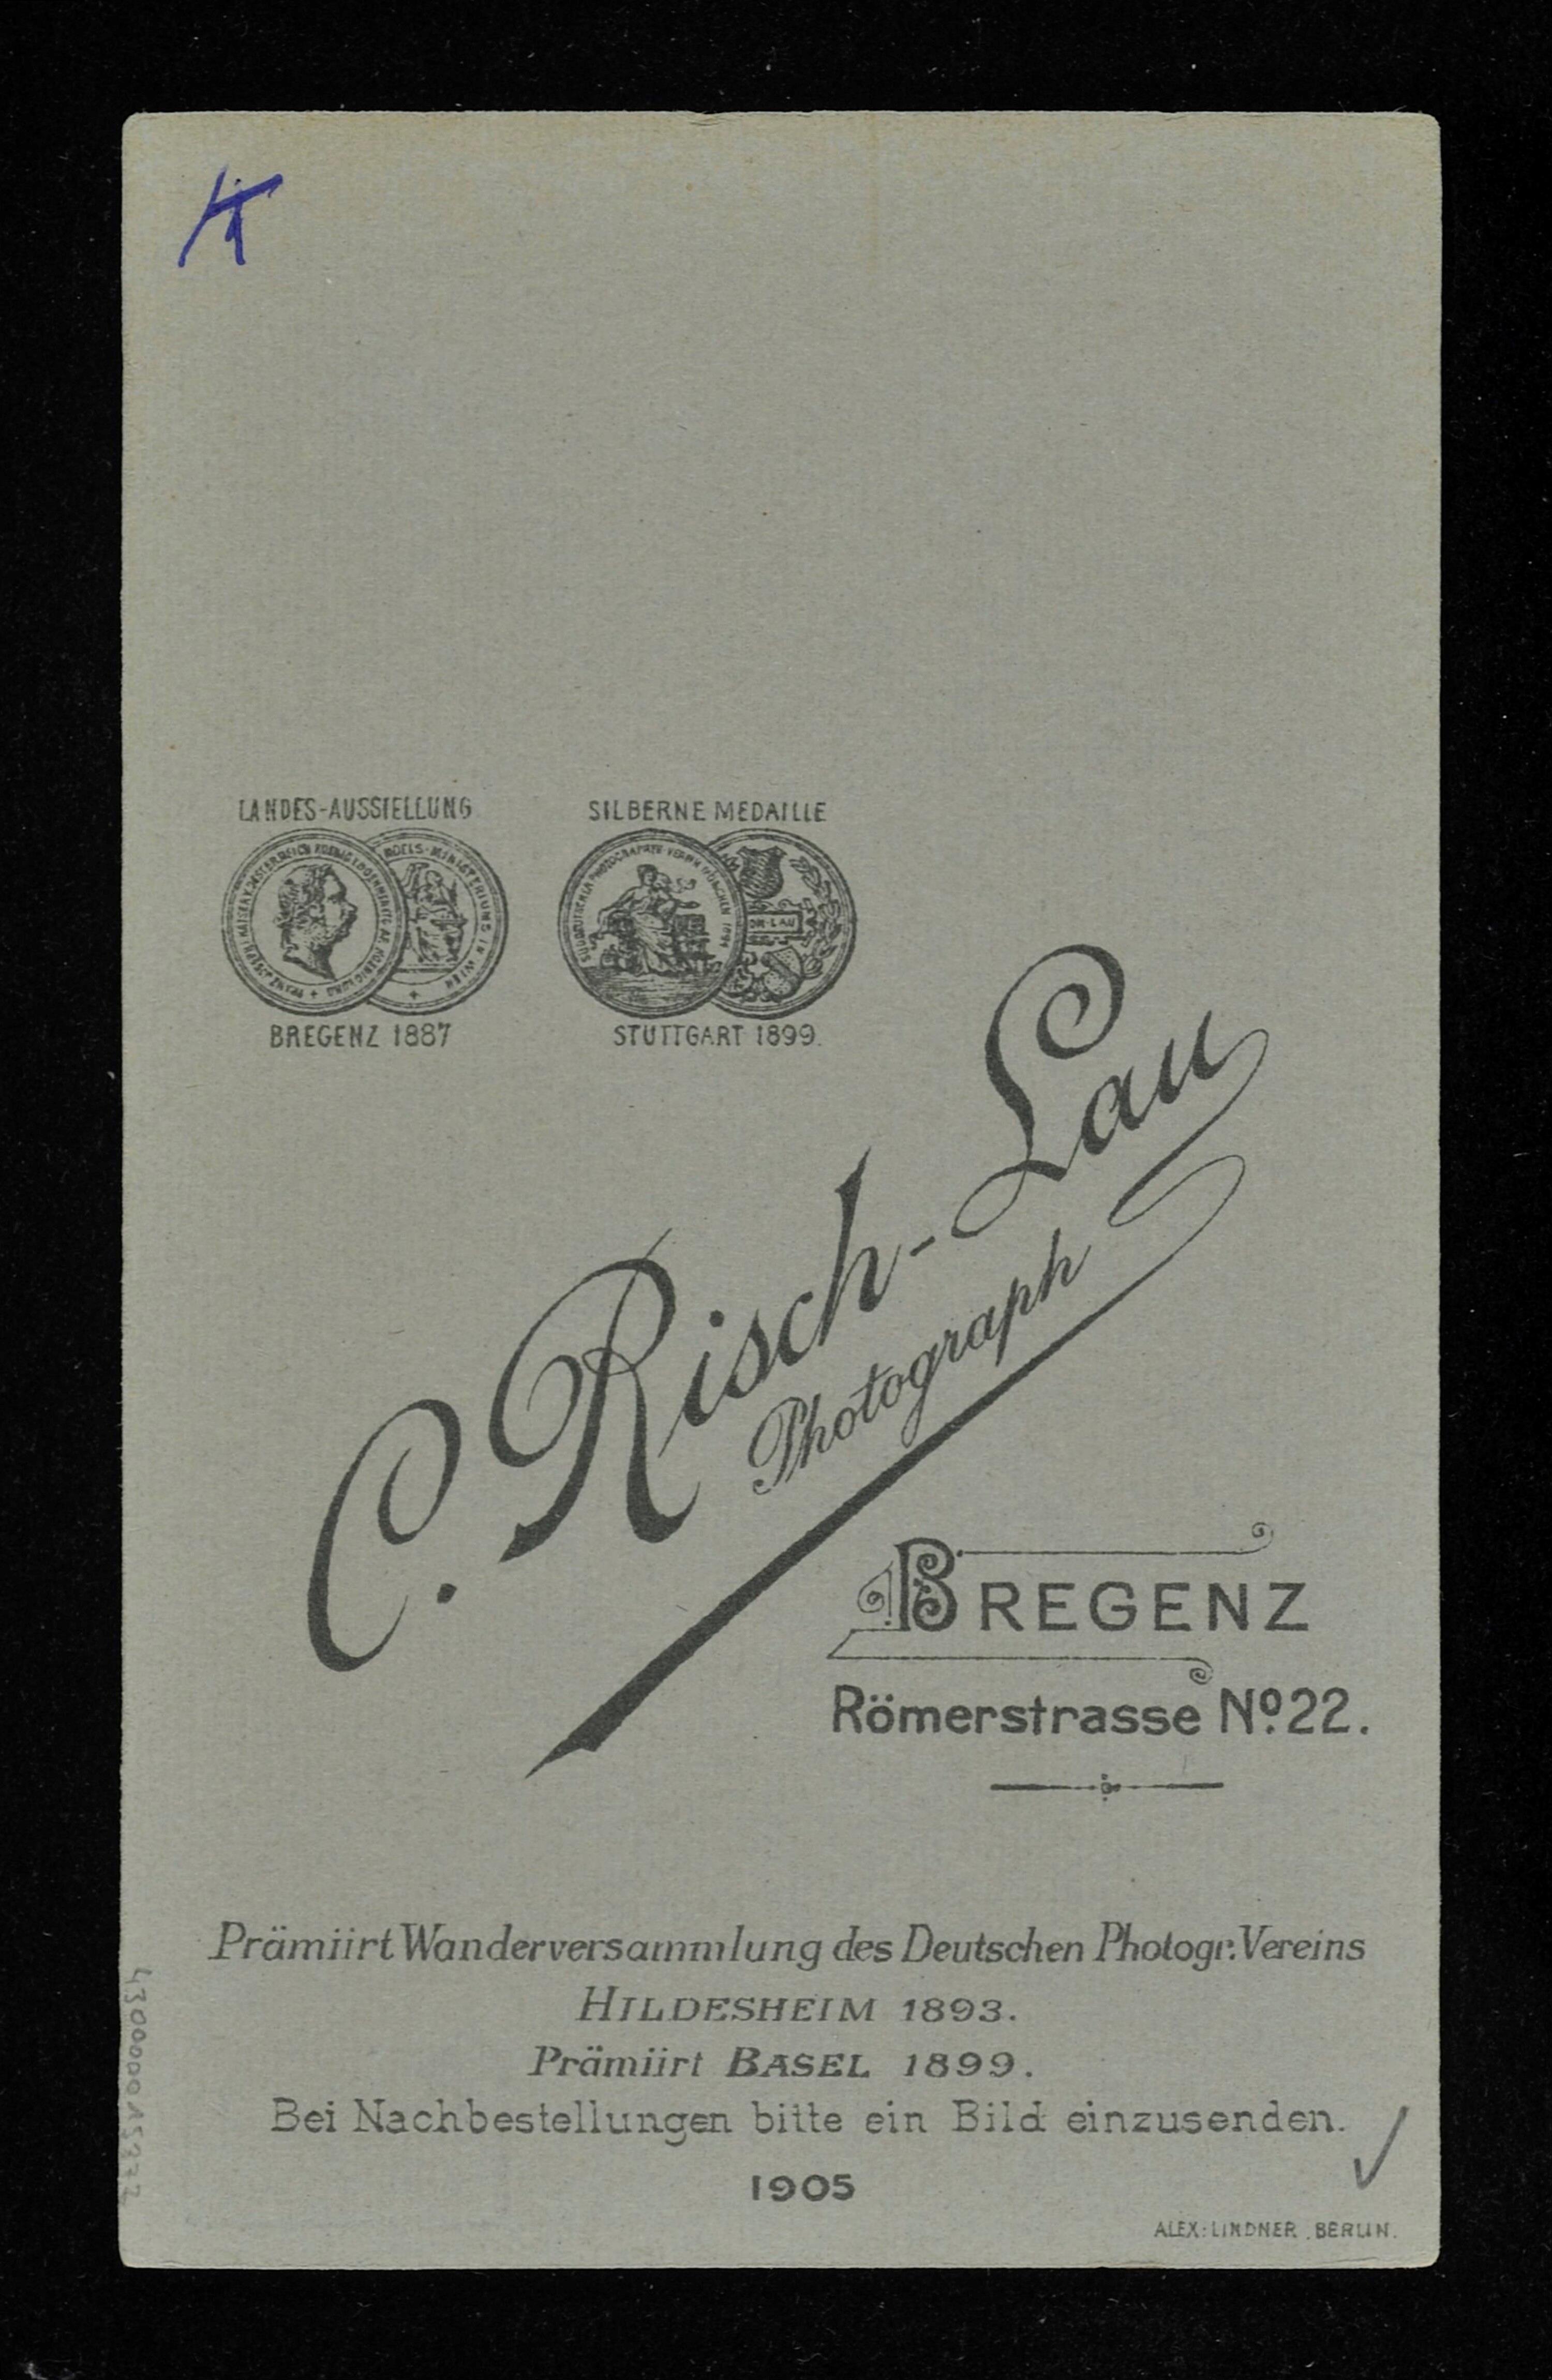 LANDES-AUSSTELLUNG
BREGENZ 1887
SILBERNE MEDAILLE
STUTTGART 1899.
C. Risch-Lau
Photograph
BREGENZ
Römerstrasse Nº 22.
Prämiirt Wanderversammlung des Deutschen Photogr. Vereins
HILDESHEIM 1893.
Prämiirt BASEL 1899.
Bei Nachbestellungen bitte ein Bild einzusenden.
1905
ALEX: LINDNER . BERLIN.